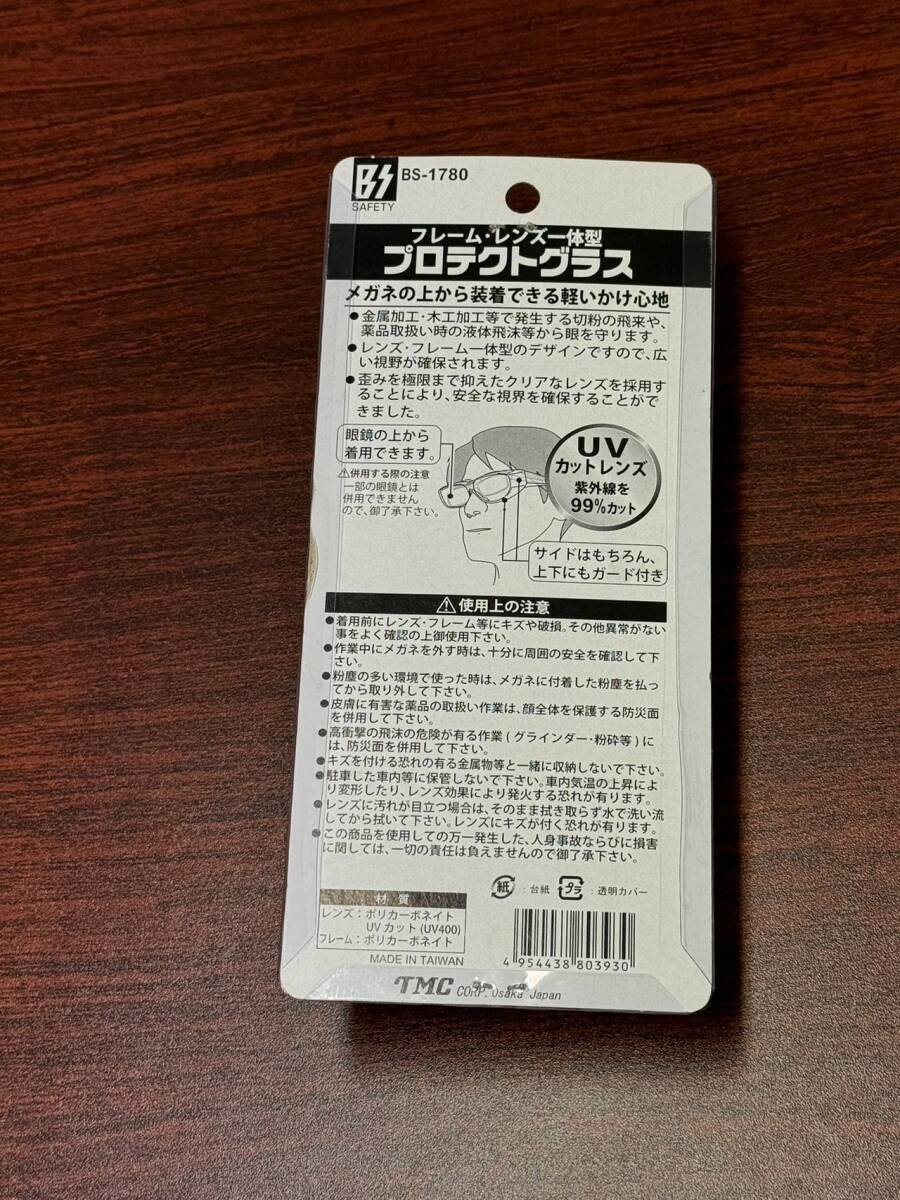 BS BS-1780
SAFETY
フレーム・レンズ一体型
プロテクトグラス
メガネの上から装着できる軽いかけ心地
●金属加工・木工加工等で発生する切粉の飛来や、
薬品取扱い時の液体飛沫等から眼を守ります。
●レンズ・フレーム一体型のデザインですので、広
い視野が確保されます。
●歪みを極限まで抑えたクリアなレンズを採用す
ることにより、安全な視界を確保することがで
きました。
眼鏡の上から
着用できます。
⚠併用する際の注意
一部の眼鏡とは
併用できません
ので、御了承下さい。
UV
カットレンズ
紫外線を
99%カット
サイドはもちろん、
上下にもガード付き
⚠使用上の注意
●着用前にレンズ・フレーム等にキズや破損。その他異常がない
事をよく確認の上御使用下さい。
●作業中にメガネを外す時は、十分に周囲の安全を確認して下
さい。
●粉塵の多い環境で使った時は、メガネに付着した粉塵を払っ
てから取り外して下さい。
●皮膚に有害な薬品の取扱い作業は、顔全体を保護する防災面
を併用して下さい。
●高衝撃の飛沫の危険が有る作業(グラインダー・粉砕等)に
は、防災面を併用して下さい。
●キズを付ける恐れの有る金属物等と一緒に収納しないで下さい。
●駐車した車内等に保管しないで下さい。車内気温の上昇によ
り変形したり、レンズ効果により発火する恐れが有ります。
●レンズに汚れが目立つ場合は、そのまま拭き取らず水で洗い流
してから拭いて下さい。レンズにキズが付く恐れが有ります。
●この商品を使用しての万一発生した、人身事故ならびに損害
に関しては、一切の責任は負えませんので御了承下さい。
紙:台紙 プラ:透明カバー
材質
レンズ:ポリカーボネイト
UVカット(UV400)
フレーム:ポリカーボネイト
MADE IN TAIWAN
4 954438 803930
TMC CORP. Osaka Japan